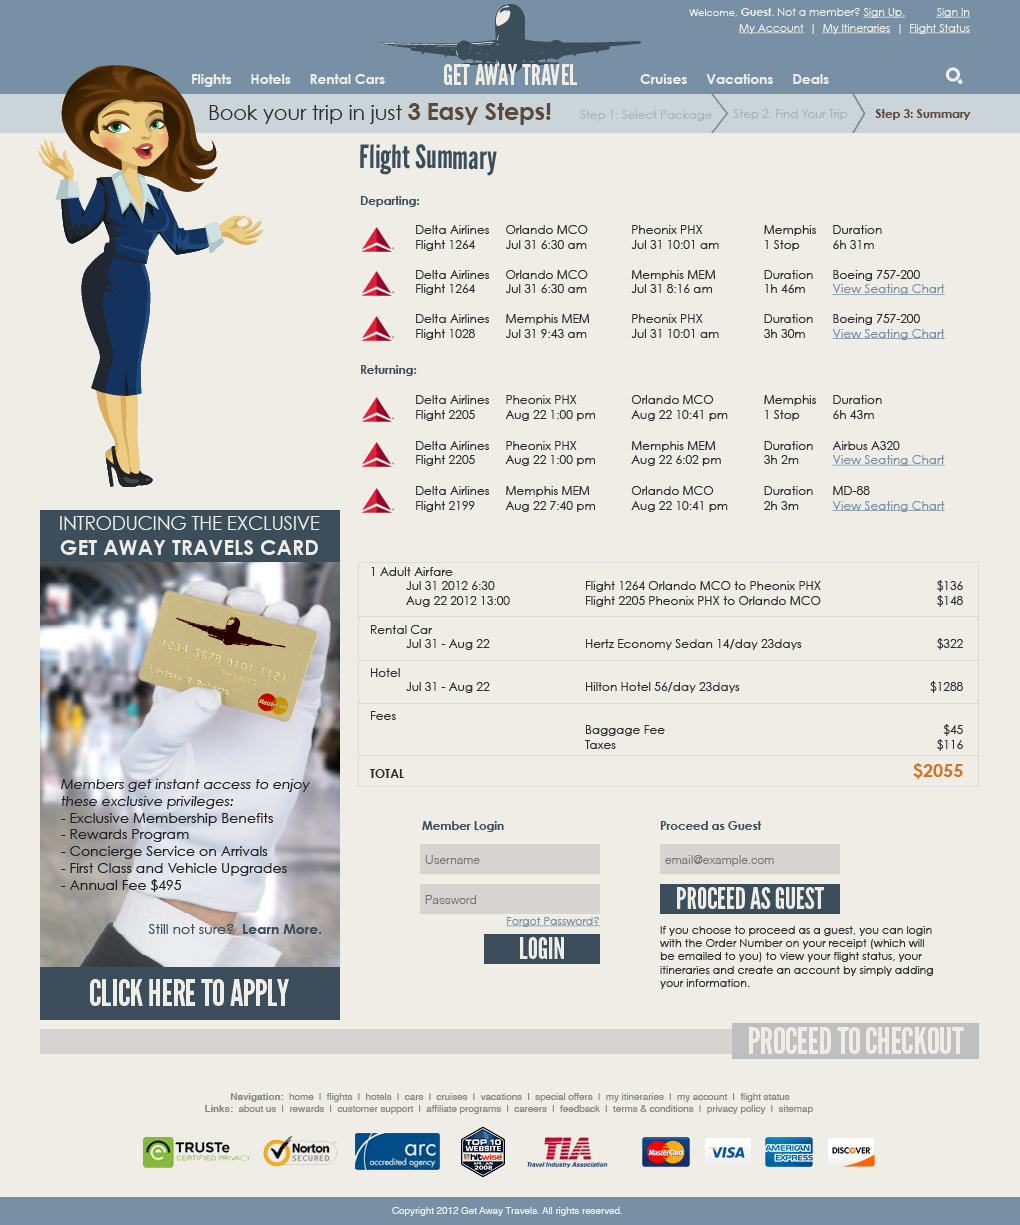 Welcome, Guest. Not a member? Sign Up. Sign In
My Account | My Itineraries | Flight Status
Flights Hotels Rental Cars GET AWAY TRAVEL Cruises Vacations Deals
Book your trip in just 3 Easy Steps! Step 1: Select Package Step 2: Find Your Trip Step 3: Summary
Flight Summary
Departing:
Delta Airlines Orlando MCO Pheonix PHX Memphis Duration
Flight 1264 Jul 31 6:30 am Jul 31 10:01 am 1 Stop 6h 31m
Delta Airlines Orlando MCO Memphis MEM Duration Boeing 757-200
Flight 1264 Jul 31 6:30 am Jul 31 8:16 am 1h 46m View Seating Chart
Delta Airlines Memphis MEM Pheonix PHX Duration Boeing 757-200
Flight 1028 Jul 31 9:43 am Jul 31 10:01 am 3h 30m View Seating Chart
Returning:
Delta Airlines Pheonix PHX Orlando MCO Memphis Duration
Flight 2205 Aug 22 1:00 pm Aug 22 10:41 pm 1 Stop 6h 43m
Delta Airlines Pheonix PHX Memphis MEM Duration Airbus A320
Flight 2205 Aug 22 1:00 pm Aug 22 6:02 pm 3h 2m View Seating Chart
Delta Airlines Memphis MEM Orlando MCO Duration MD-88
Flight 2199 Aug 22 7:40 pm Aug 22 10:41 pm 2h 3m View Seating Chart
INTRODUCING THE EXCLUSIVE
GET AWAY TRAVELS CARD
1234 5678 9101 1121
MasterCard
Members get instant access to enjoy
these exclusive privileges:
- Exclusive Membership Benefits
- Rewards Program
- Concierge Service on Arrivals
- First Class and Vehicle Upgrades
- Annual Fee $495
Still not sure? Learn More.
CLICK HERE TO APPLY
1 Adult Airfare
Jul 31 2012 6:30 Flight 1264 Orlando MCO to Pheonix PHX $136
Aug 22 2012 13:00 Flight 2205 Pheonix PHX to Orlando MCO $148
Rental Car
Jul 31 - Aug 22 Hertz Economy Sedan 14/day 23days $322
Hotel
Jul 31 - Aug 22 Hilton Hotel 56/day 23days $1288
Fees
Baggage Fee $45
Taxes $116
TOTAL $2055
Member Login
Username
Password
Forgot Password?
LOGIN
Proceed as Guest
email@example.com
PROCEED AS GUEST
If you choose to proceed as a guest, you can login
with the Order Number on your receipt (which will
be emailed to you) to view your flight status, your
itineraries and create an account by simply adding
your information.
PROCEED TO CHECKOUT
Navigation: home | flights | hotels | cars | cruises | vacations | special offers | my itineraries | my account | flight status
Links: about us | rewards | customer support | affiliate programs | careers | feedback | terms & conditions | privacy policy | sitemap
TRUSTe
CERTIFIED PRIVACY
Norton
SECURED
arc
accredited agency
TOP 10
WEBSITE
hitwise
2008
TIA
Travel Industry Association
MasterCard
VISA
AMERICAN EXPRESS
DISCOVER
Copyright 2012 Get Away Travels. All rights reserved.